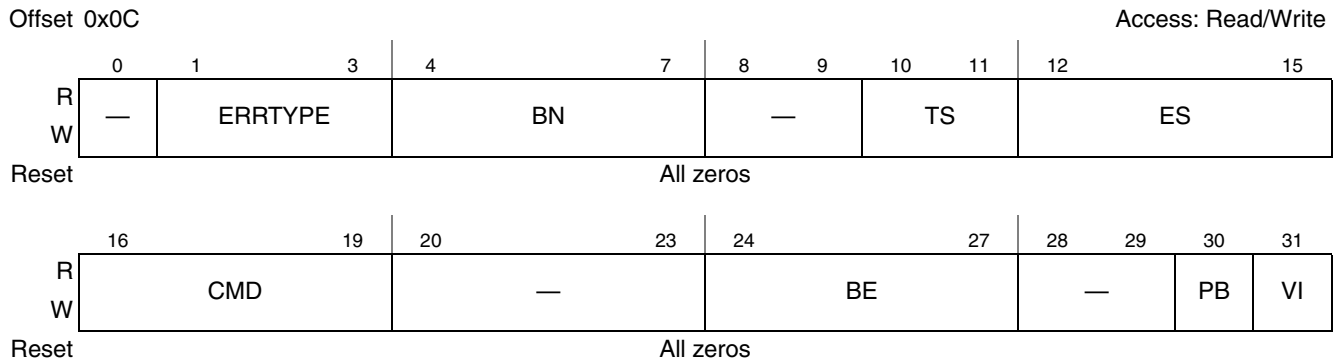 Offset 0x0C Access: Read/Write
0 1 3 4 7 8 9 10 11 12 15
R
W
— ERRTYPE BN — TS ES
Reset All zeros
16 19 20 23 24 27 28 29 30 31
R
W
CMD — BE — PB VI
Reset All zeros